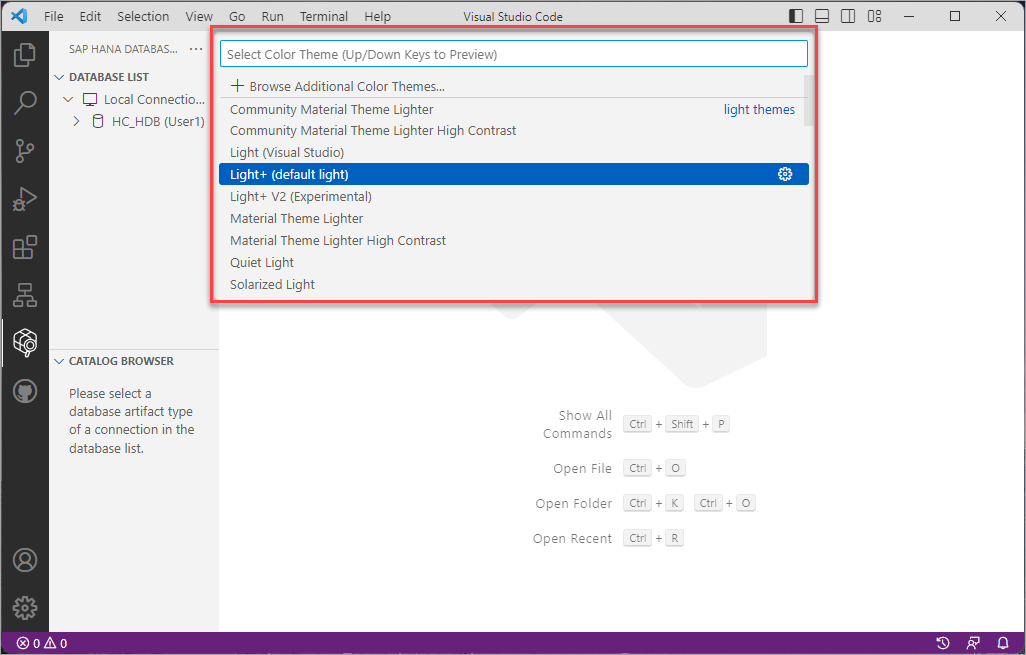 File Edit Selection View Go Run Terminal Help Visual Studio Code
SAP HANA DATABAS... ...
DATABASE LIST
Local Connectio...
HC_HDB (User1)
Select Color Theme (Up/Down Keys to Preview)
Browse Additional Color Themes...
Community Material Theme Lighter light themes
Community Material Theme Lighter High Contrast
Light (Visual Studio)
Light+ (default light)
Light+ V2 (Experimental)
Material Theme Lighter
Material Theme Lighter High Contrast
Quiet Light
Solarized Light
CATALOG BROWSER
Please select a
database artifact type
of a connection in the
database list.
Show All
Commands Ctrl + Shift + P
Open File Ctrl + O
Open Folder Ctrl + K Ctrl + O
Open Recent Ctrl + R
0 0